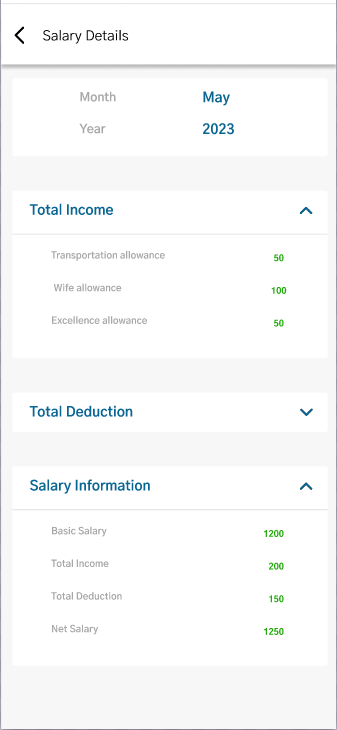 Salary Details
Month May
Year 2023
Total Income
Transportation allowance 50
Wife allowance 100
Excellence allowance 50
Total Deduction
Salary Information
Basic Salary 1200
Total Income 200
Total Deduction 150
Net Salary 1250